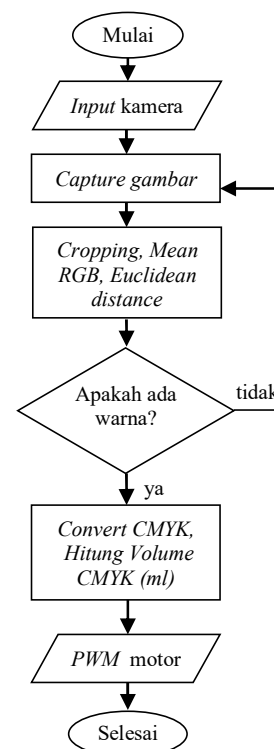 Mulai
Input kamera
Capture gambar
Cropping, Mean
RGB, Euclidean
distance
Apakah ada
warna?
tidak
ya
Convert CMYK,
Hitung Volume
CMYK (ml)
PWM motor
Selesai